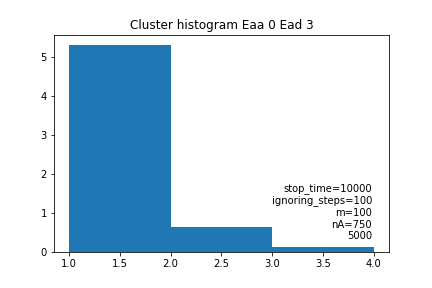 Cluster histogram Eaa 0 Ead 3
5
4
3
2
1
0
stop_time=10000
ignoring_steps=100
m=100
nA=750
5000
1.0 1.5 2.0 2.5 3.0 3.5 4.0